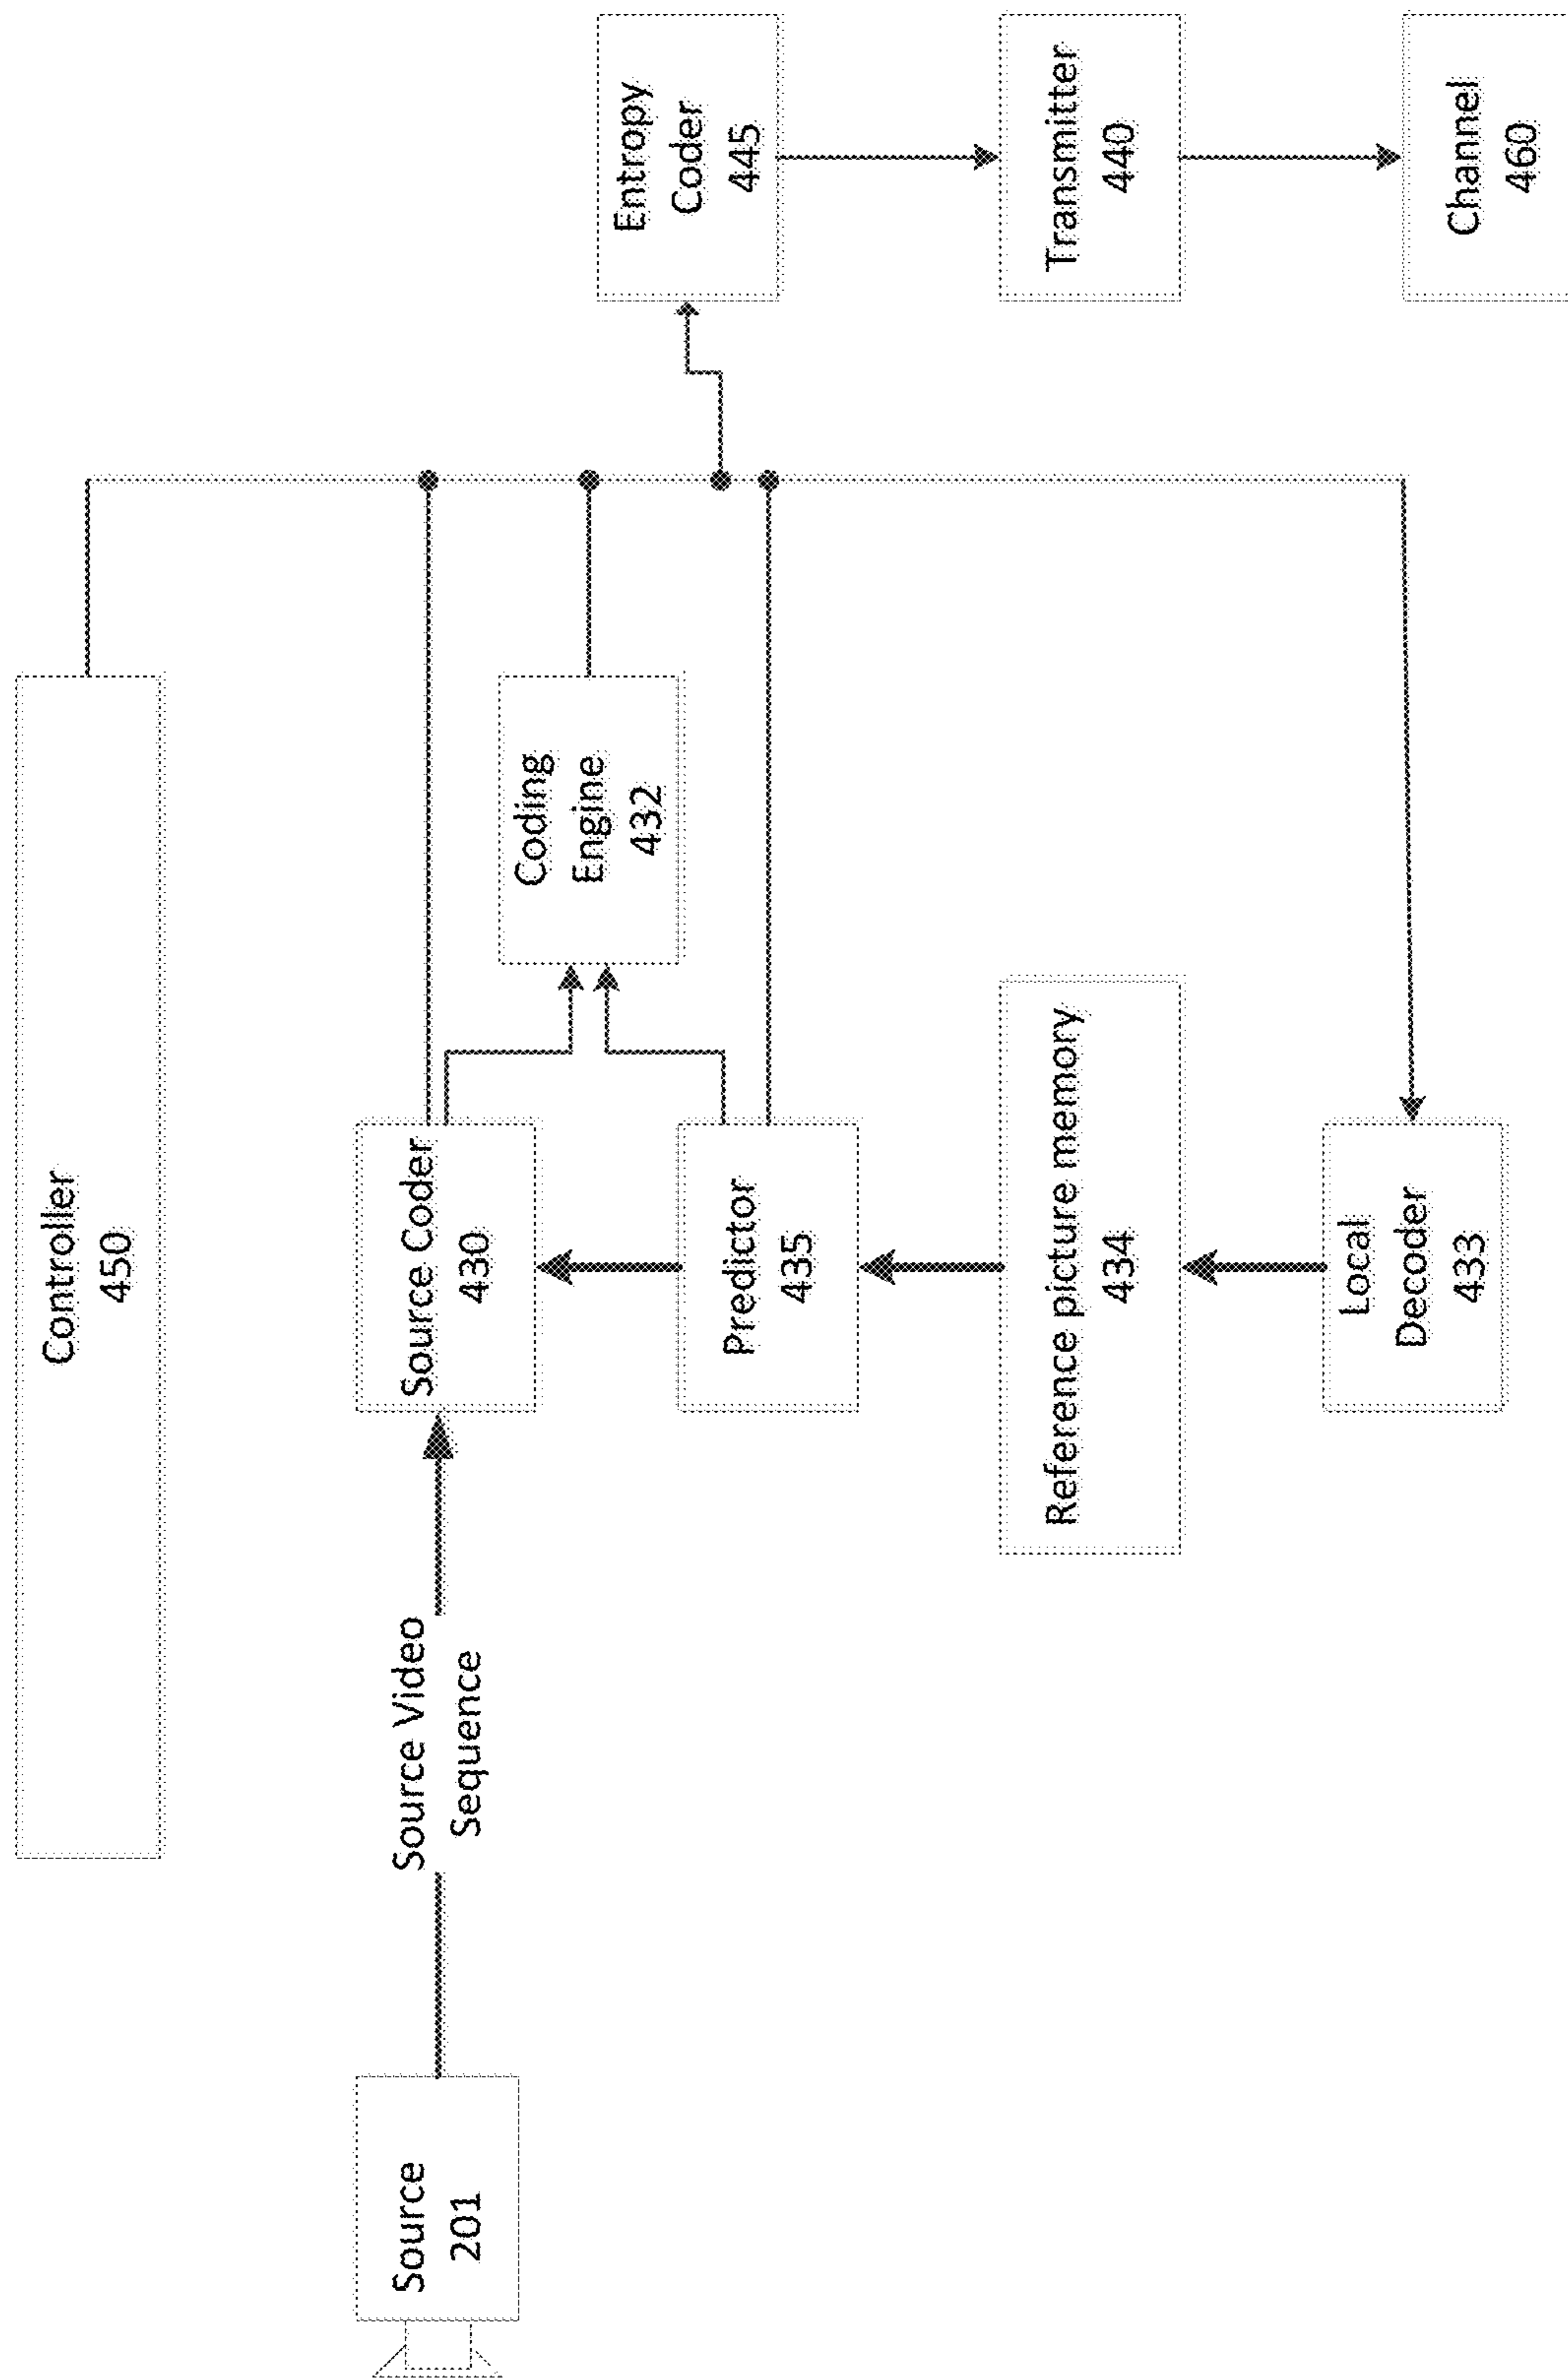 Controller
450
Source
201
Source Video
Sequence
Source Coder
430
Coding
Engine
432
Predictor
435
Entropy
Coder
445
Reference picture memory
434
Transmitter
440
Local
Decoder
433
Channel
460